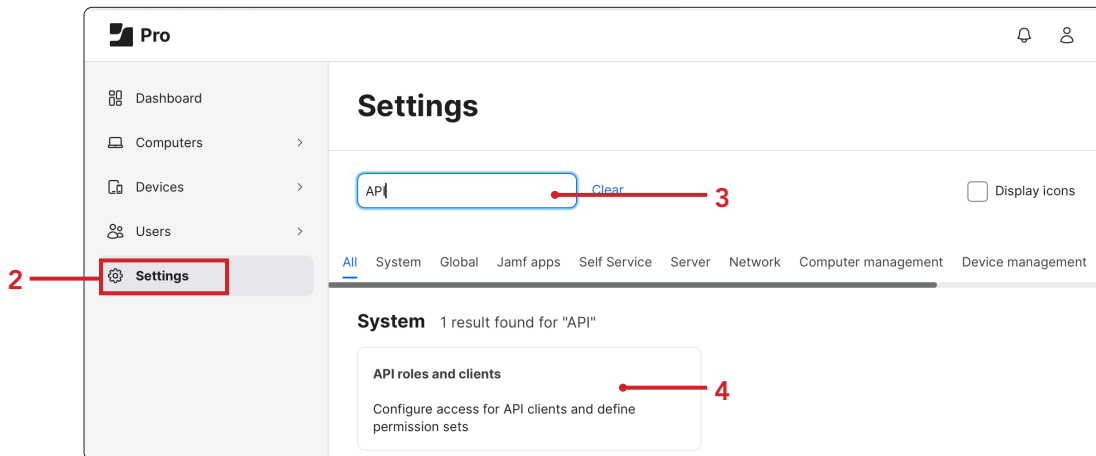 Pro
Dashboard
Computers
Devices
Users
2
Settings
Settings
API
Clear
3
Display icons
All System Global Jamf apps Self Service Server Network Computer management Device management
System 1 result found for "API"
API roles and clients
4
Configure access for API clients and define
permission sets